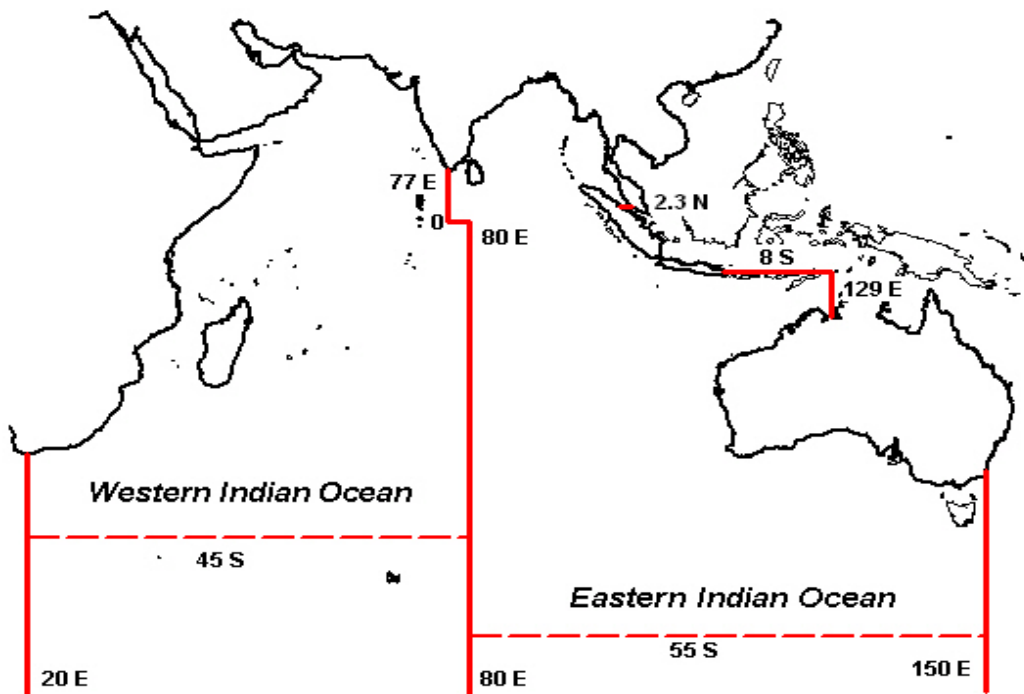 77 E
2.3 N
0
80 E
8 S
129 E
Western Indian Ocean
45 S
Eastern Indian Ocean
55 S
20 E
80 E
150 E